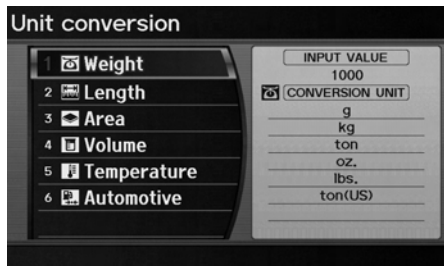 Unit conversion
1 Weight
2 Length
3 Area
4 Volume
5 Temperature
6 Automotive
INPUT VALUE
1000
CONVERSION UNIT
g
kg
ton
oz.
lbs.
ton(US)